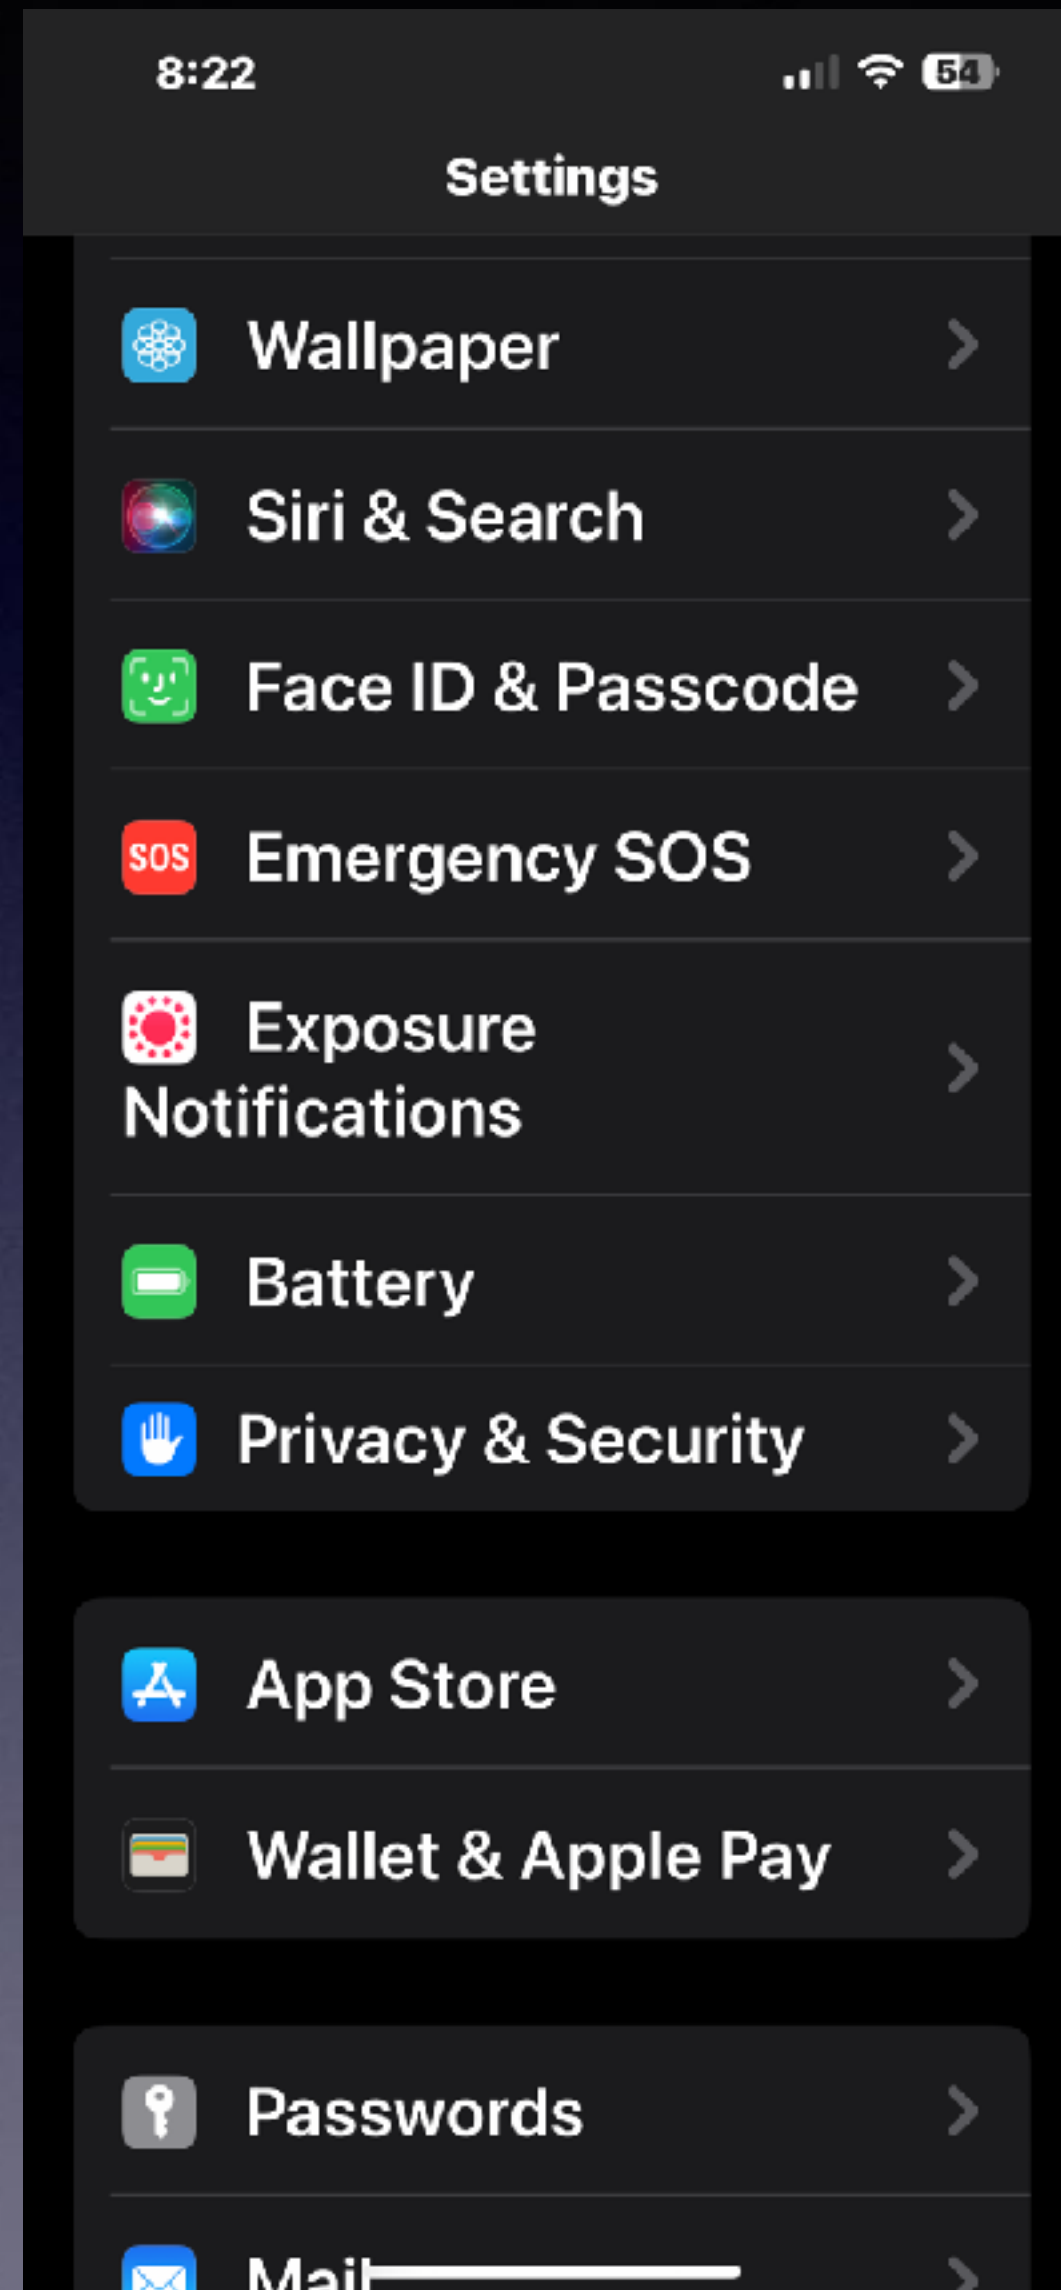 8:22 54
Settings
Wallpaper
Siri & Search
Face ID & Passcode
SOS Emergency SOS
Exposure
Notifications
Battery
Privacy & Security
App Store
Wallet & Apple Pay
Passwords
Mail